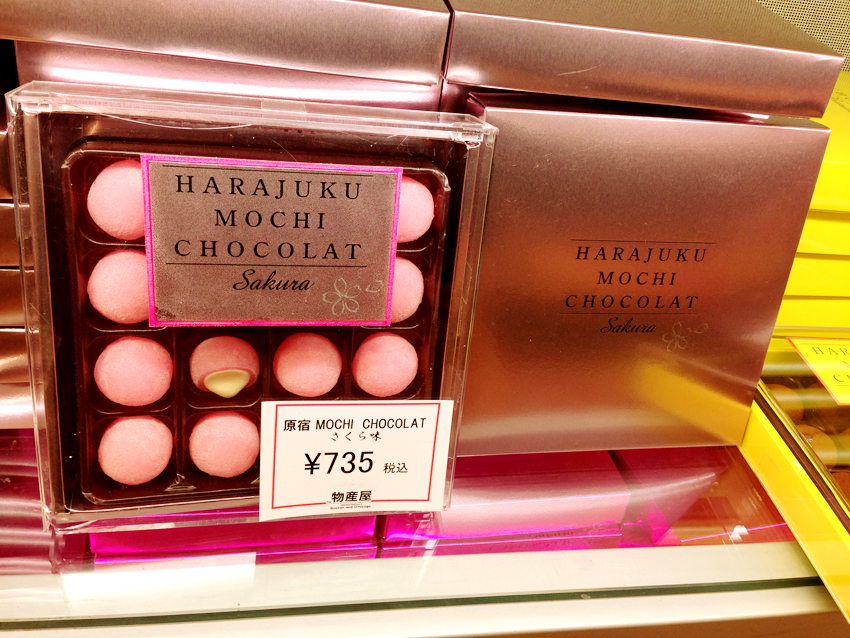 HARAJUKU
MOCHI
CHOCOLAT
Sakura
原宿 MOCHI CHOCOLAT
さくら味
¥735 税込
物産屋
HARAJUKU
MOCHI
CHOCOLAT
Sakura